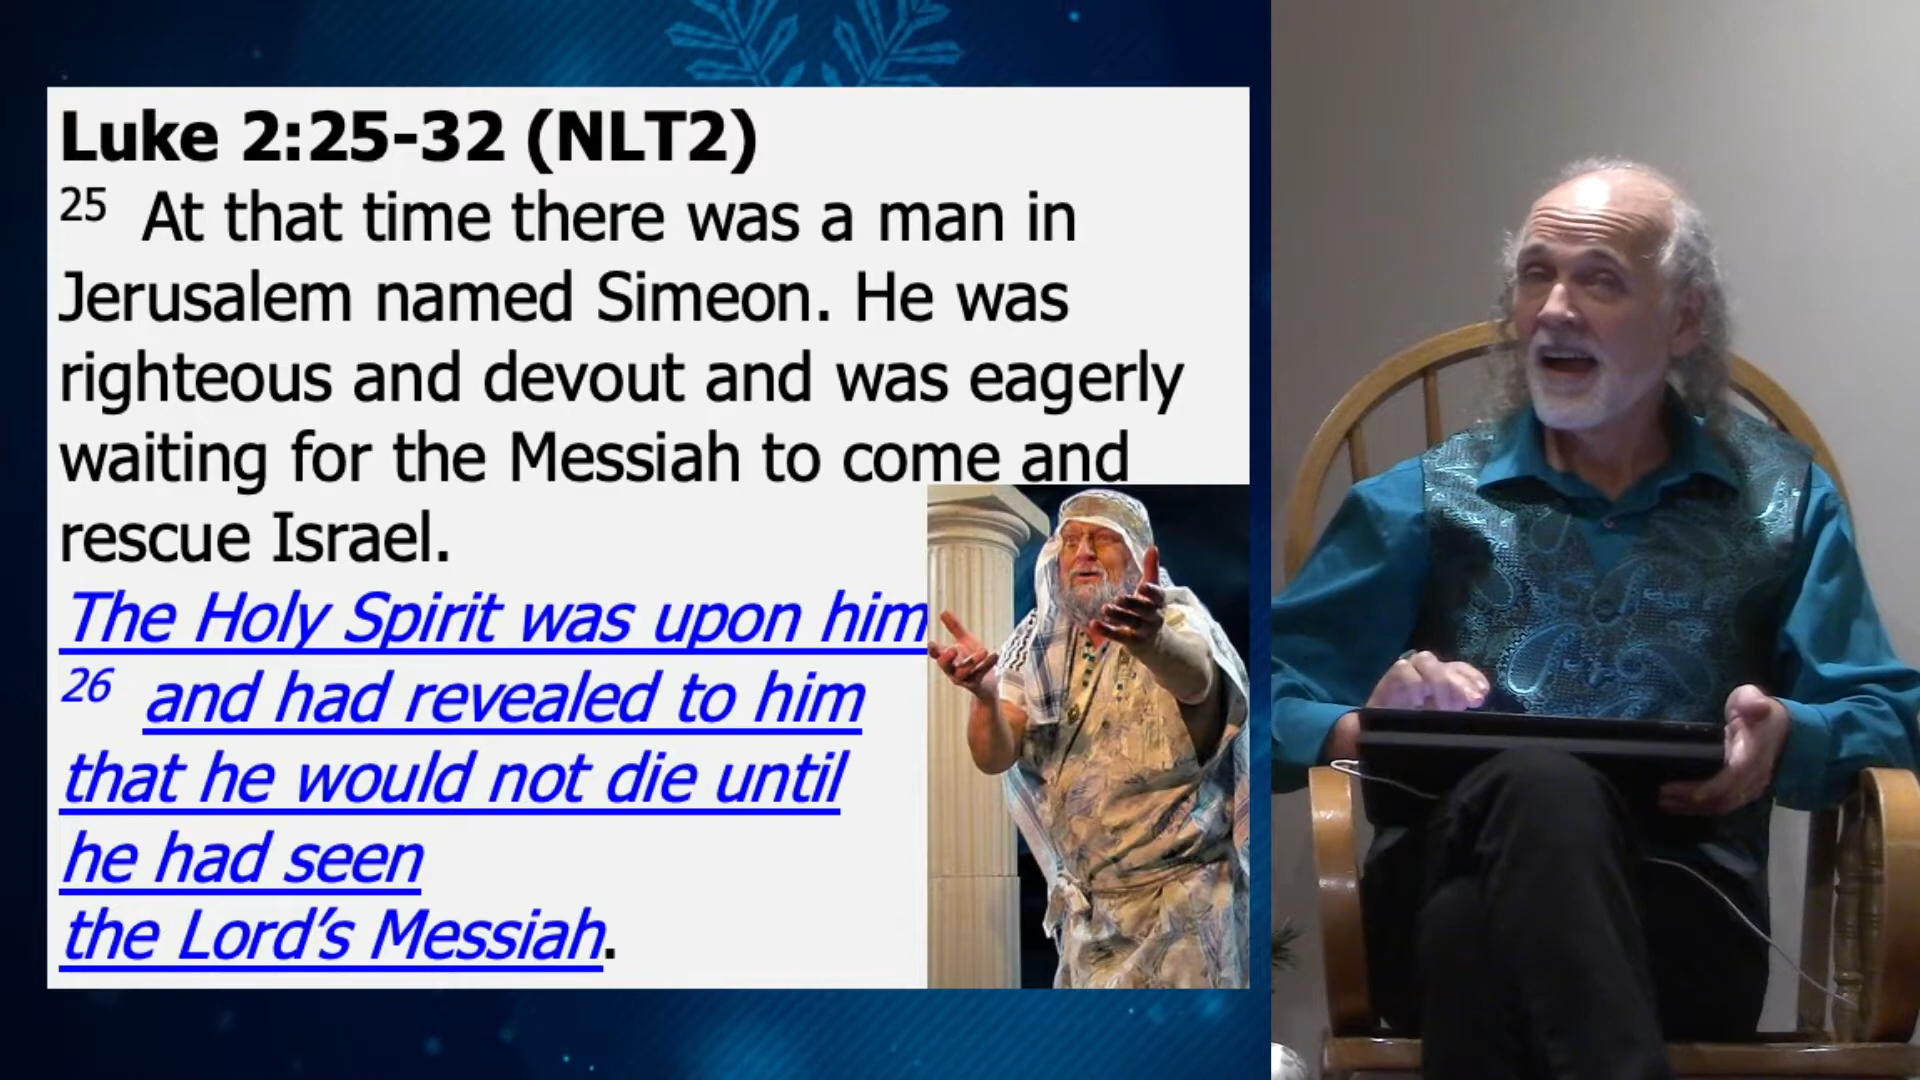 Luke 2:25-32 (NLT2)
25 At that time there was a man in
Jerusalem named Simeon. He was
righteous and devout and was eagerly
waiting for the Messiah to come and
rescue Israel.
The Holy Spirit was upon him
26 and had revealed to him
that he would not die until
he had seen
the Lord’s Messiah.